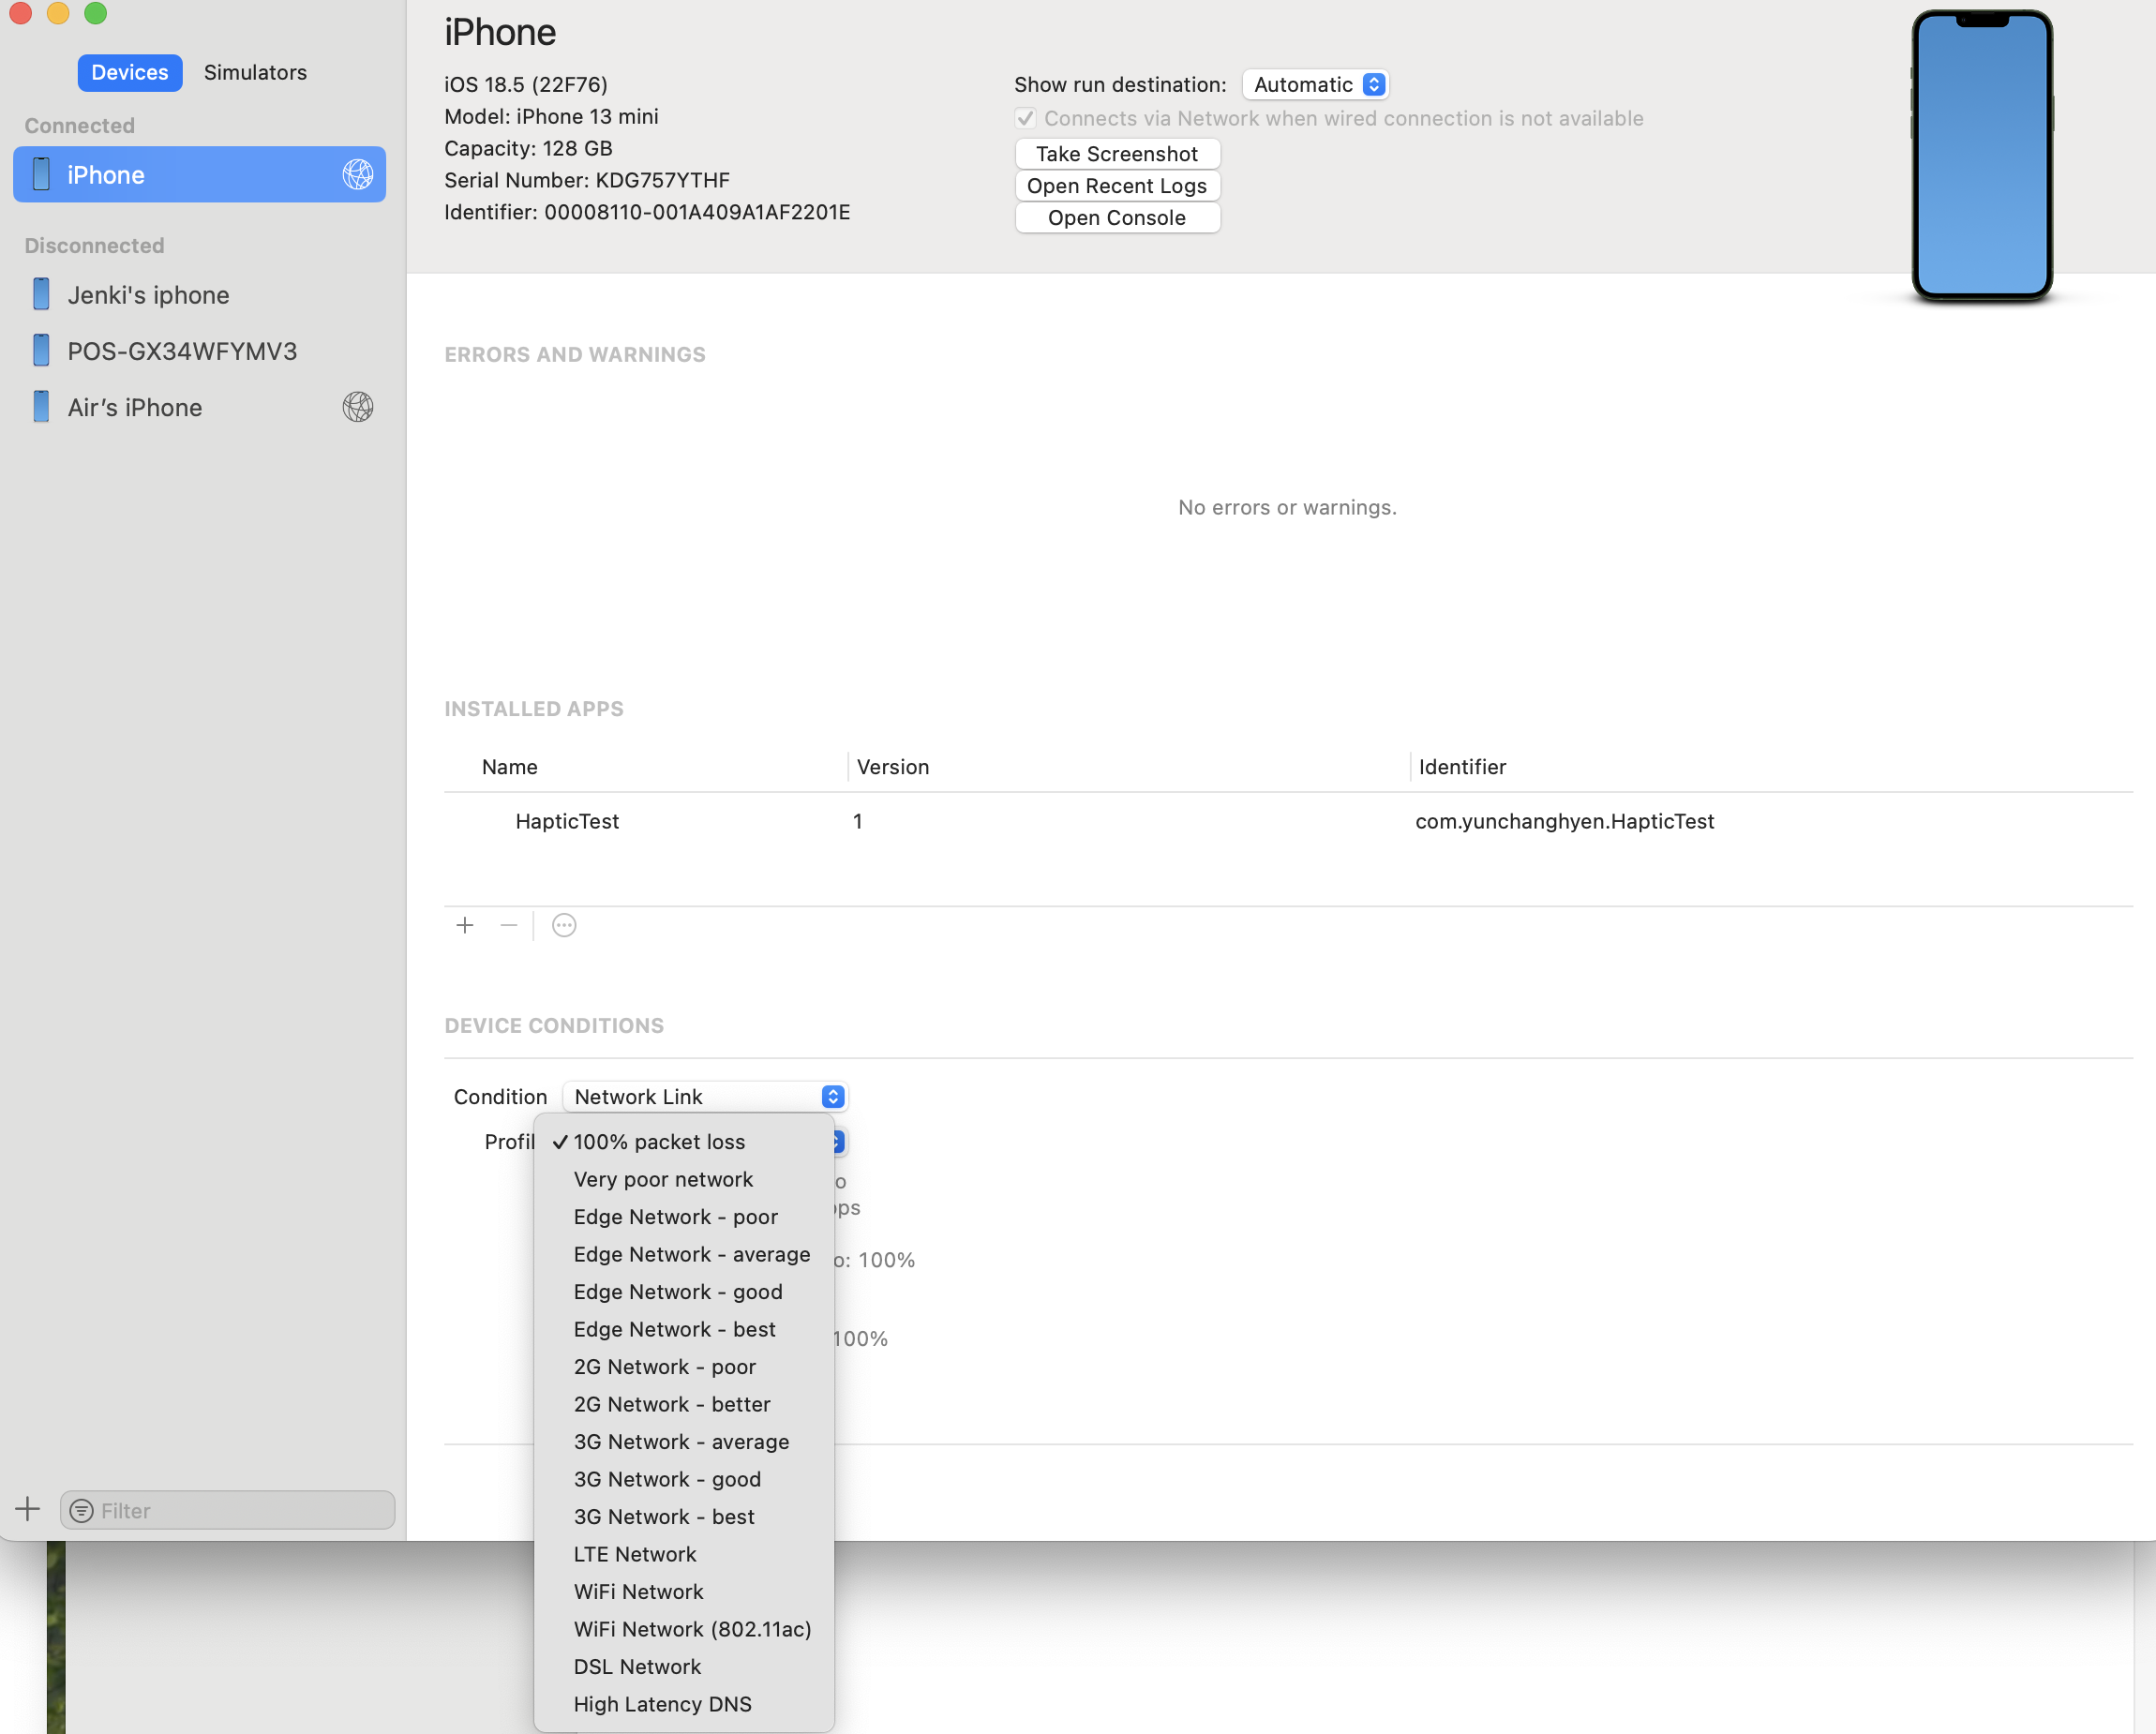 Devices
Simulators
Connected
iPhone
Disconnected
Jenki's iphone
POS-GX34WFYMV3
Air’s iPhone
Filter
iPhone
iOS 18.5 (22F76)
Model: iPhone 13 mini
Capacity: 128 GB
Serial Number: KDG757YTHF
Identifier: 00008110-001A409A1AF2201E
Show run destination: Automatic
Connects via Network when wired connection is not available
Take Screenshot
Open Recent Logs
Open Console
ERRORS AND WARNINGS
No errors or warnings.
INSTALLED APPS
Name Version Identifier
HapticTest 1 com.yunchanghyen.HapticTest
DEVICE CONDITIONS
Condition Network Link
100% packet loss
Very poor network
Edge Network - poor
Edge Network - average
Edge Network - good
Edge Network - best
2G Network - poor
2G Network - better
3G Network - average
3G Network - good
3G Network - best
LTE Network
WiFi Network
WiFi Network (802.11ac)
DSL Network
High Latency DNS
100%
100%